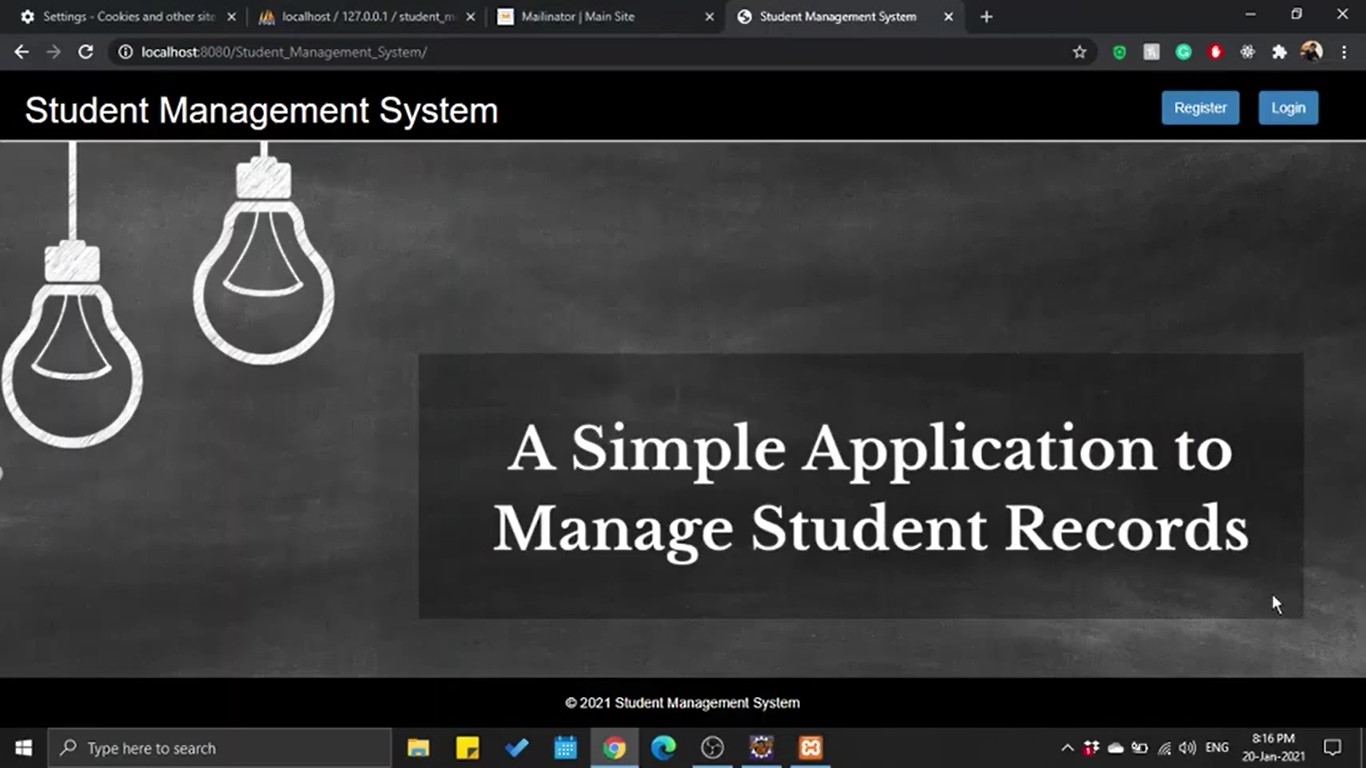 Settings - Cookies and other site
localhost / 127.0.0.1 / student_m
Mailinator | Main Site
Student Management System
localhost:8080/Student_Management_System/
Student Management System
Register
Login
A Simple Application to
Manage Student Records
© 2021 Student Management System
Type here to search
ENG
8:16 PM
20-Jan-2021